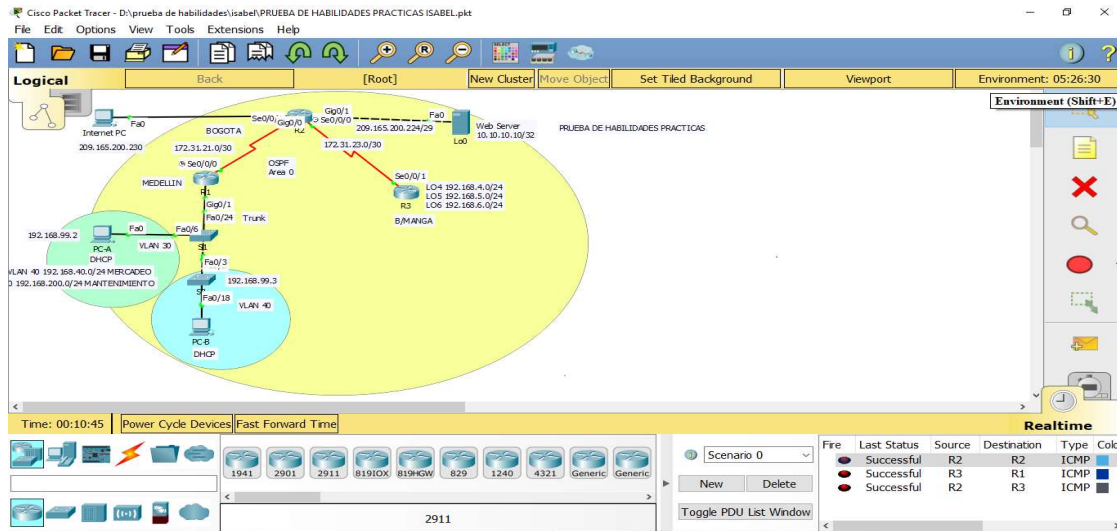 Cisco Packet Tracer - D:\prueba de habilidades\isabel\PRUEBA DE HABILIDADES PRACTICAS ISABEL.pkt
File Edit Options View Tools Extensions Help
Logical
Back
[Root]
New Cluster
Move Object
Set Tiled Background
Viewport
Environment: 05:26:30
Environment (Shift+E)
Internet PC
Fa0
209.165.200.230
BOGOTA
Gig0/0
Se0/0/0
Gig0/1
R2
209.165.200.224/29
Fa0
Lo0
Web Server
10.10.10.10/32
PRUEBA DE HABILIDADES PRACTICAS
172.31.21.0/30
172.31.23.0/30
Se0/0/0
OSPF
Area 0
MEDELLIN
R1
Gig0/1
Fa0/24
Trunk
Se0/0/1
R3
LO4 192.168.4.0/24
LO5 192.168.5.0/24
LO6 192.168.6.0/24
B/MANGA
192.168.99.2
Fa0
Fa0/6
PC-A
DHCP
VLAN 30
S1
Fa0/3
VLAN 40 192.168.40.0/24 MERCADEO
0 192.168.200.0/24 MANTENIMIENTO
192.168.99.3
Fa0/18
VLAN 40
PC-B
DHCP
Time: 00:10:45
Power Cycle Devices
Fast Forward Time
Realtime
1941
2901
2911
819IOX
819HGW
829
1240
4321
Generic
Generic
2911
Scenario 0
New
Delete
Toggle PDU List Window
Fire Last Status Source Destination Type
Successful R2 R2 ICMP
Successful R3 R1 ICMP
Successful R2 R3 ICMP